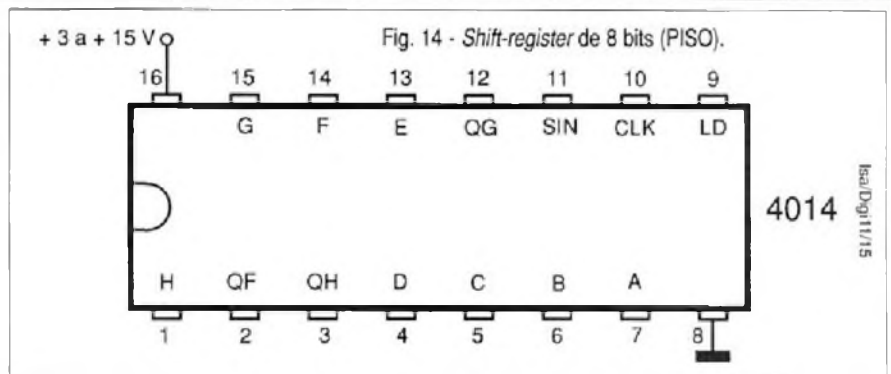 + 3 a + 15 V
Fig. 14 - Shift-register de 8 bits (PISO).
16 15 14 13 12 11 10 9
G F E QG SIN CLK LD
4014
Isa/Digi11/15
H QF QH D C B A
1 2 3 4 5 6 7 8